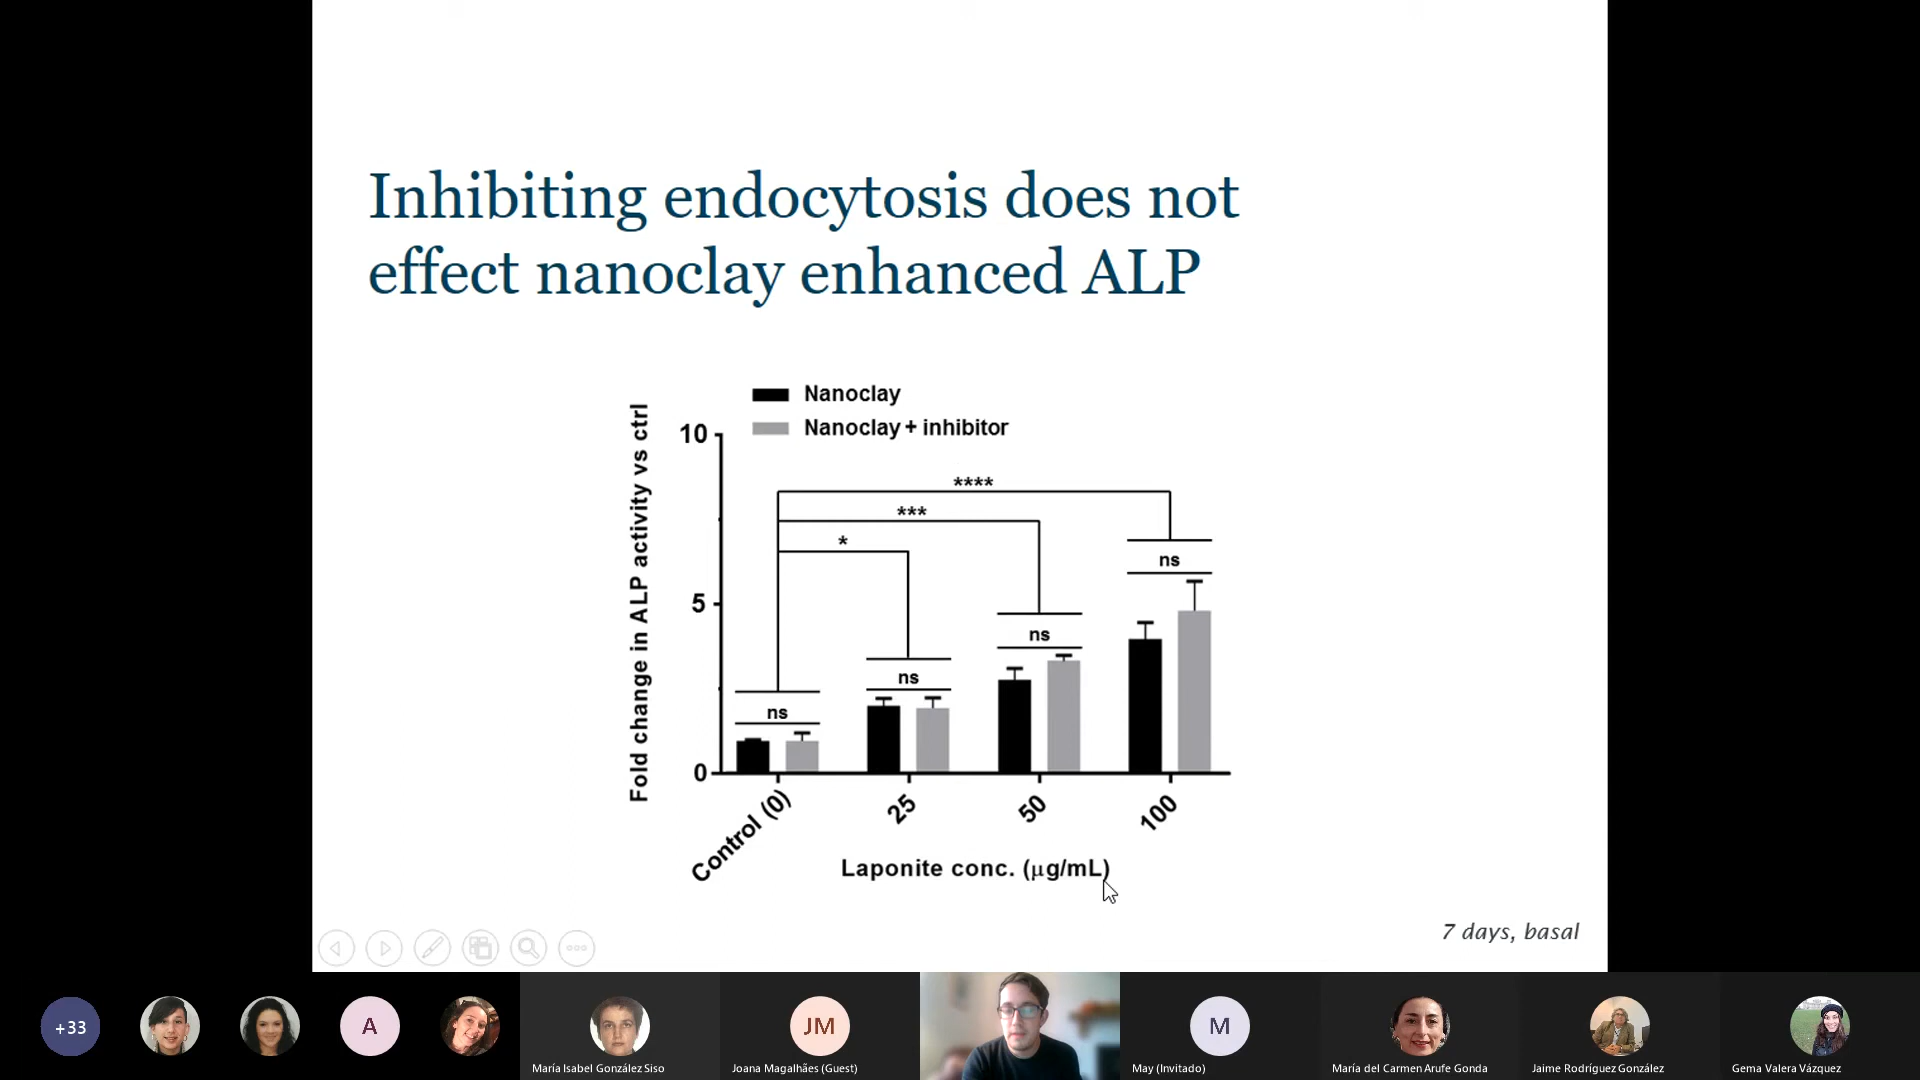 Inhibiting endocytosis does not
effect nanoclay enhanced ALP
Nanoclay
Nanoclay + inhibitor
Fold change in ALP activity vs ctrl
10
5
0
****
***
*
ns
ns
ns
ns
Control (0)
25
50
100
Laponite conc. (μg/mL)
7 days, basal
+33
A
JM
M
María Isabel González Siso
Joana Magalhães (Guest)
May (Invitado)
María del Carmen Arufe Gonda
Jaime Rodríguez González
Gema Valera Vázquez